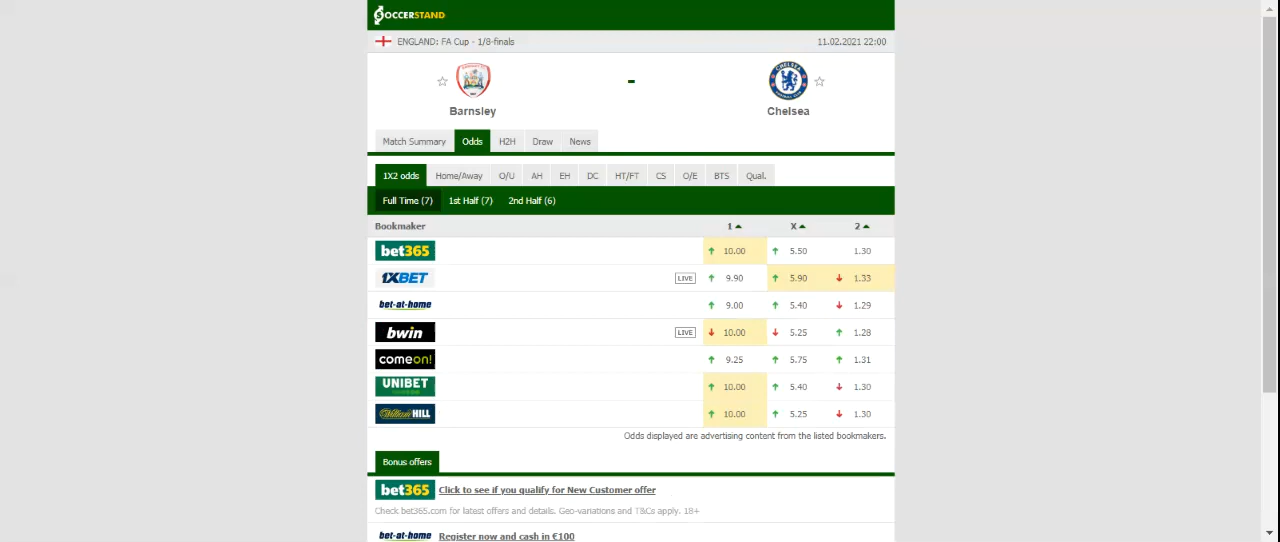 SOCCERSTAND
ENGLAND: FA Cup - 1/8-finals 11.02.2021 22:00
-
Barnsley Chelsea
Match Summary Odds H2H Draw News
1X2 odds Home/Away O/U AH EH DC HT/FT CS O/E BTS Qual.
Full Time (7) 1st Half (7) 2nd Half (6)
Bookmaker 1 X 2
bet365 10.00 5.50 1.30
1XBET LIVE 9.90 5.90 1.33
bet-at-home 9.00 5.40 1.29
bwin LIVE 10.00 5.25 1.28
comeon! 9.25 5.75 1.31
UNIBET 10.00 5.40 1.30
William HILL 10.00 5.25 1.30
Odds displayed are advertising content from the listed bookmakers.
Bonus offers
bet365 Click to see if you qualify for New Customer offer
Check bet365.com for latest offers and details. Geo-variations and T&Cs apply. 18+
bet-at-home Register now and cash in €100